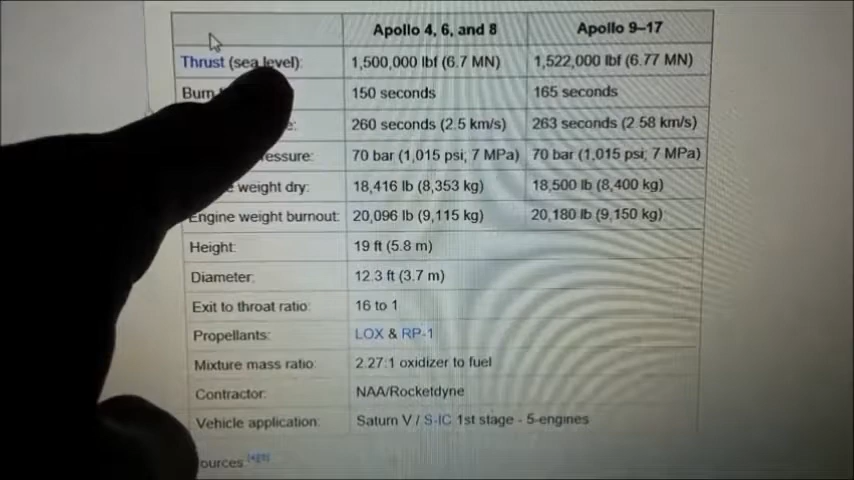 Apollo 4, 6, and 8 Apollo 9–17
Thrust (sea level): 1,500,000 lbf (6.7 MN) 1,522,000 lbf (6.77 MN)
Burn 150 seconds 165 seconds
260 seconds (2.5 km/s) 263 seconds (2.58 km/s)
essure: 70 bar (1,015 psi; 7 MPa) 70 bar (1,015 psi; 7 MPa)
weight dry: 18,416 lb (8,353 kg) 18,500 lb (8,400 kg)
Engine weight burnout: 20,096 lb (9,115 kg) 20,180 lb (9,150 kg)
Height: 19 ft (5.8 m)
Diameter: 12.3 ft (3.7 m)
Exit to throat ratio: 16 to 1
Propellants: LOX & RP-1
Mixture mass ratio: 2.27:1 oxidizer to fuel
Contractor: NAA/Rocketdyne
Vehicle application: Saturn V / S-IC 1st stage - 5-engines
ources: